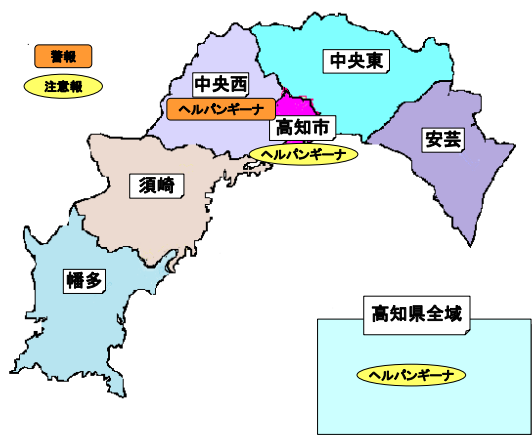 警報
注意報
中央東
中央西
ヘルパンギーナ
高知市
安芸
ヘルパンギーナ
須崎
幡多
高知県全域
ヘルパンギーナ